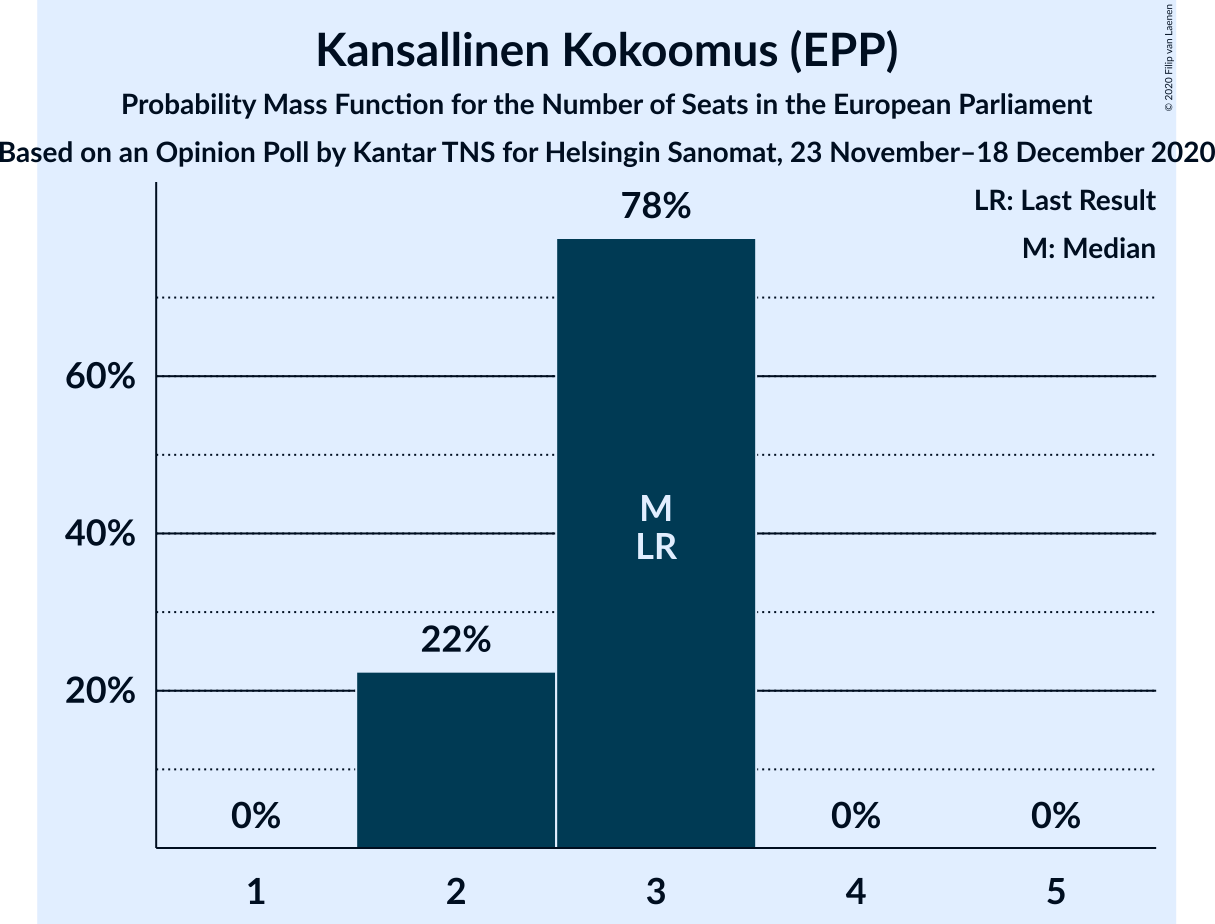 Kansallinen Kokoomus (EPP)
Probability Mass Function for the Number of Seats in the European Parliament
Based on an Opinion Poll by Kantar TNS for Helsingin Sanomat, 23 November–18 December 2020
© 2020 Filip van Laenen
LR: Last Result
M: Median
78%
60%
M
40%
LR
22%
20%
0%
0%
0%
1
2
3
4
5